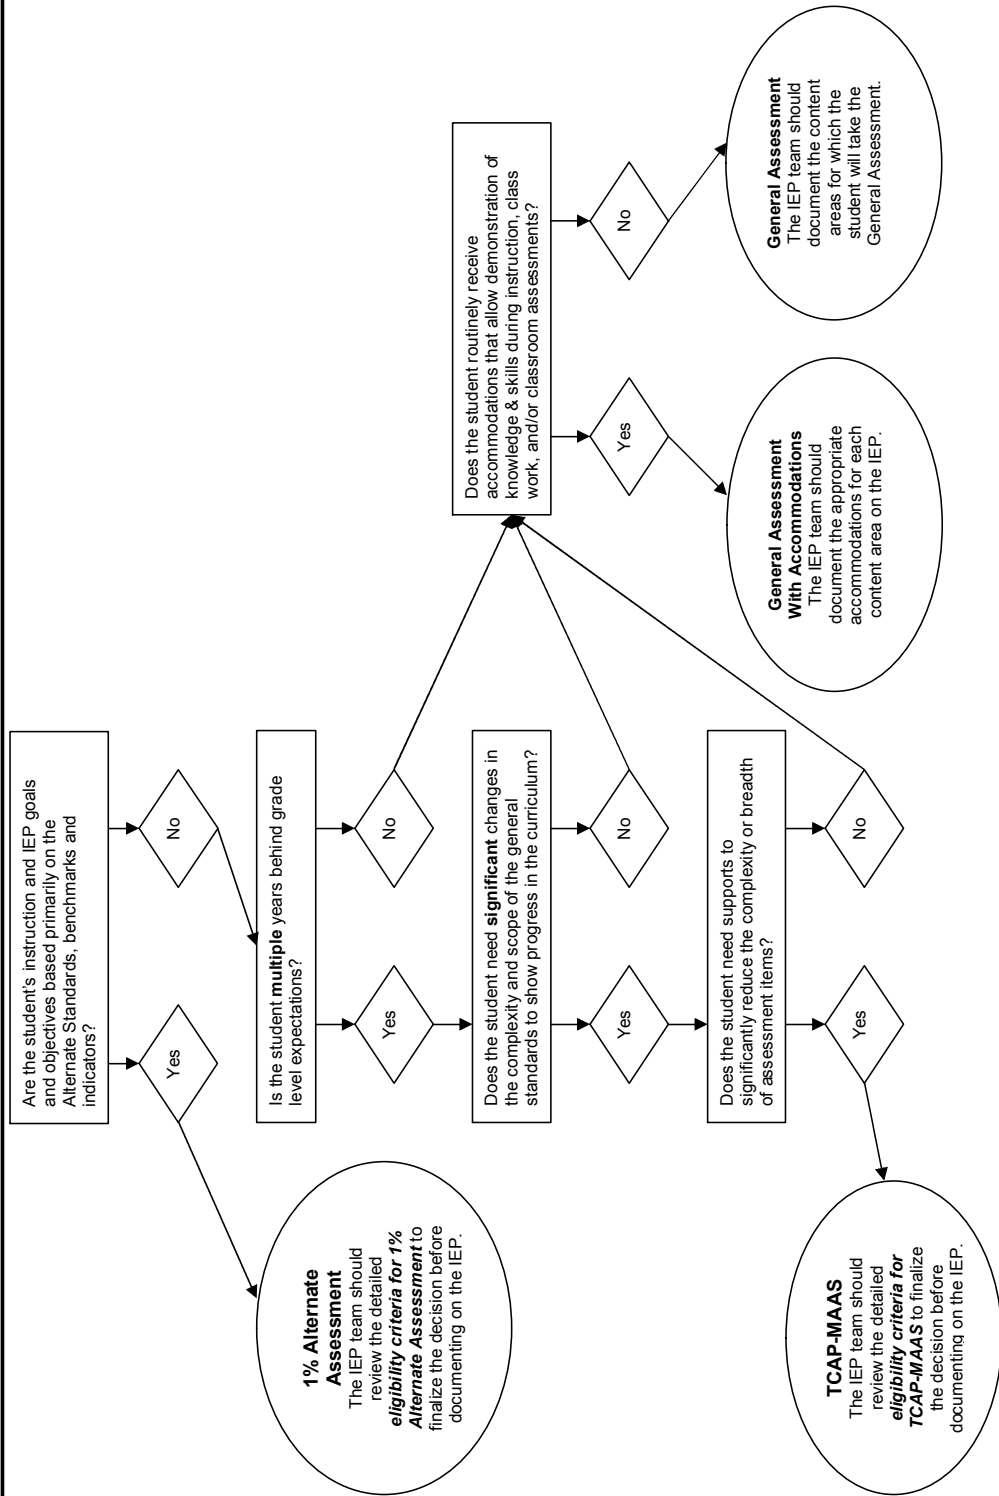 Are the student's instruction and IEP goals
and objectives based primarily on the
Alternate Standards, benchmarks and
indicators?
Yes
No
1% Alternate
Assessment
The IEP team should
review the detailed
eligibility criteria for 1%
Alternate Assessment to
finalize the decision before
documenting on the IEP.
Is the student multiple years behind grade
level expectations?
Yes
No
Does the student need significant changes in
the complexity and scope of the general
standards to show progress in the curriculum?
Yes
No
Does the student need supports to
significantly reduce the complexity or breadth
of assessment items?
Yes
No
TCAP-MAAS
The IEP team should
review the detailed
eligibility criteria for
TCAP-MAAS to finalize
the decision before
documenting on the IEP.
Does the student routinely receive
accommodations that allow demonstration of
knowledge & skills during instruction, class
work, and/or classroom assessments?
Yes
No
General Assessment
With Accommodations
The IEP team should
document the appropriate
accommodations for each
content area on the IEP.
General Assessment
The IEP team should
document the content
areas for which the
student will take the
General Assessment.